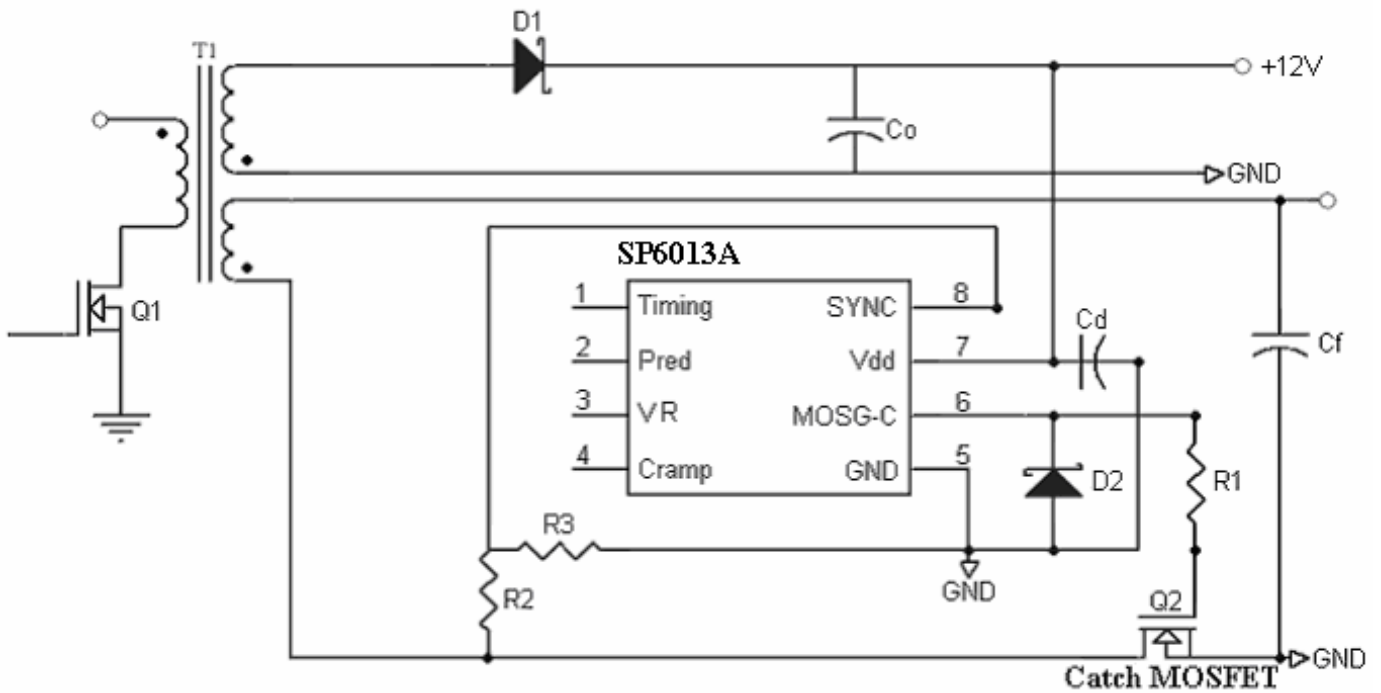 D1
T1
+12V
Co
GND
SP6013A
Q1
1 Timing SYNC 8
2 Pred Vdd 7
3 VR MOSG-C 6
4 Cramp GND 5
Cd
Cf
D2
R1
R3
R2
GND
Q2
GND
Catch MOSFET